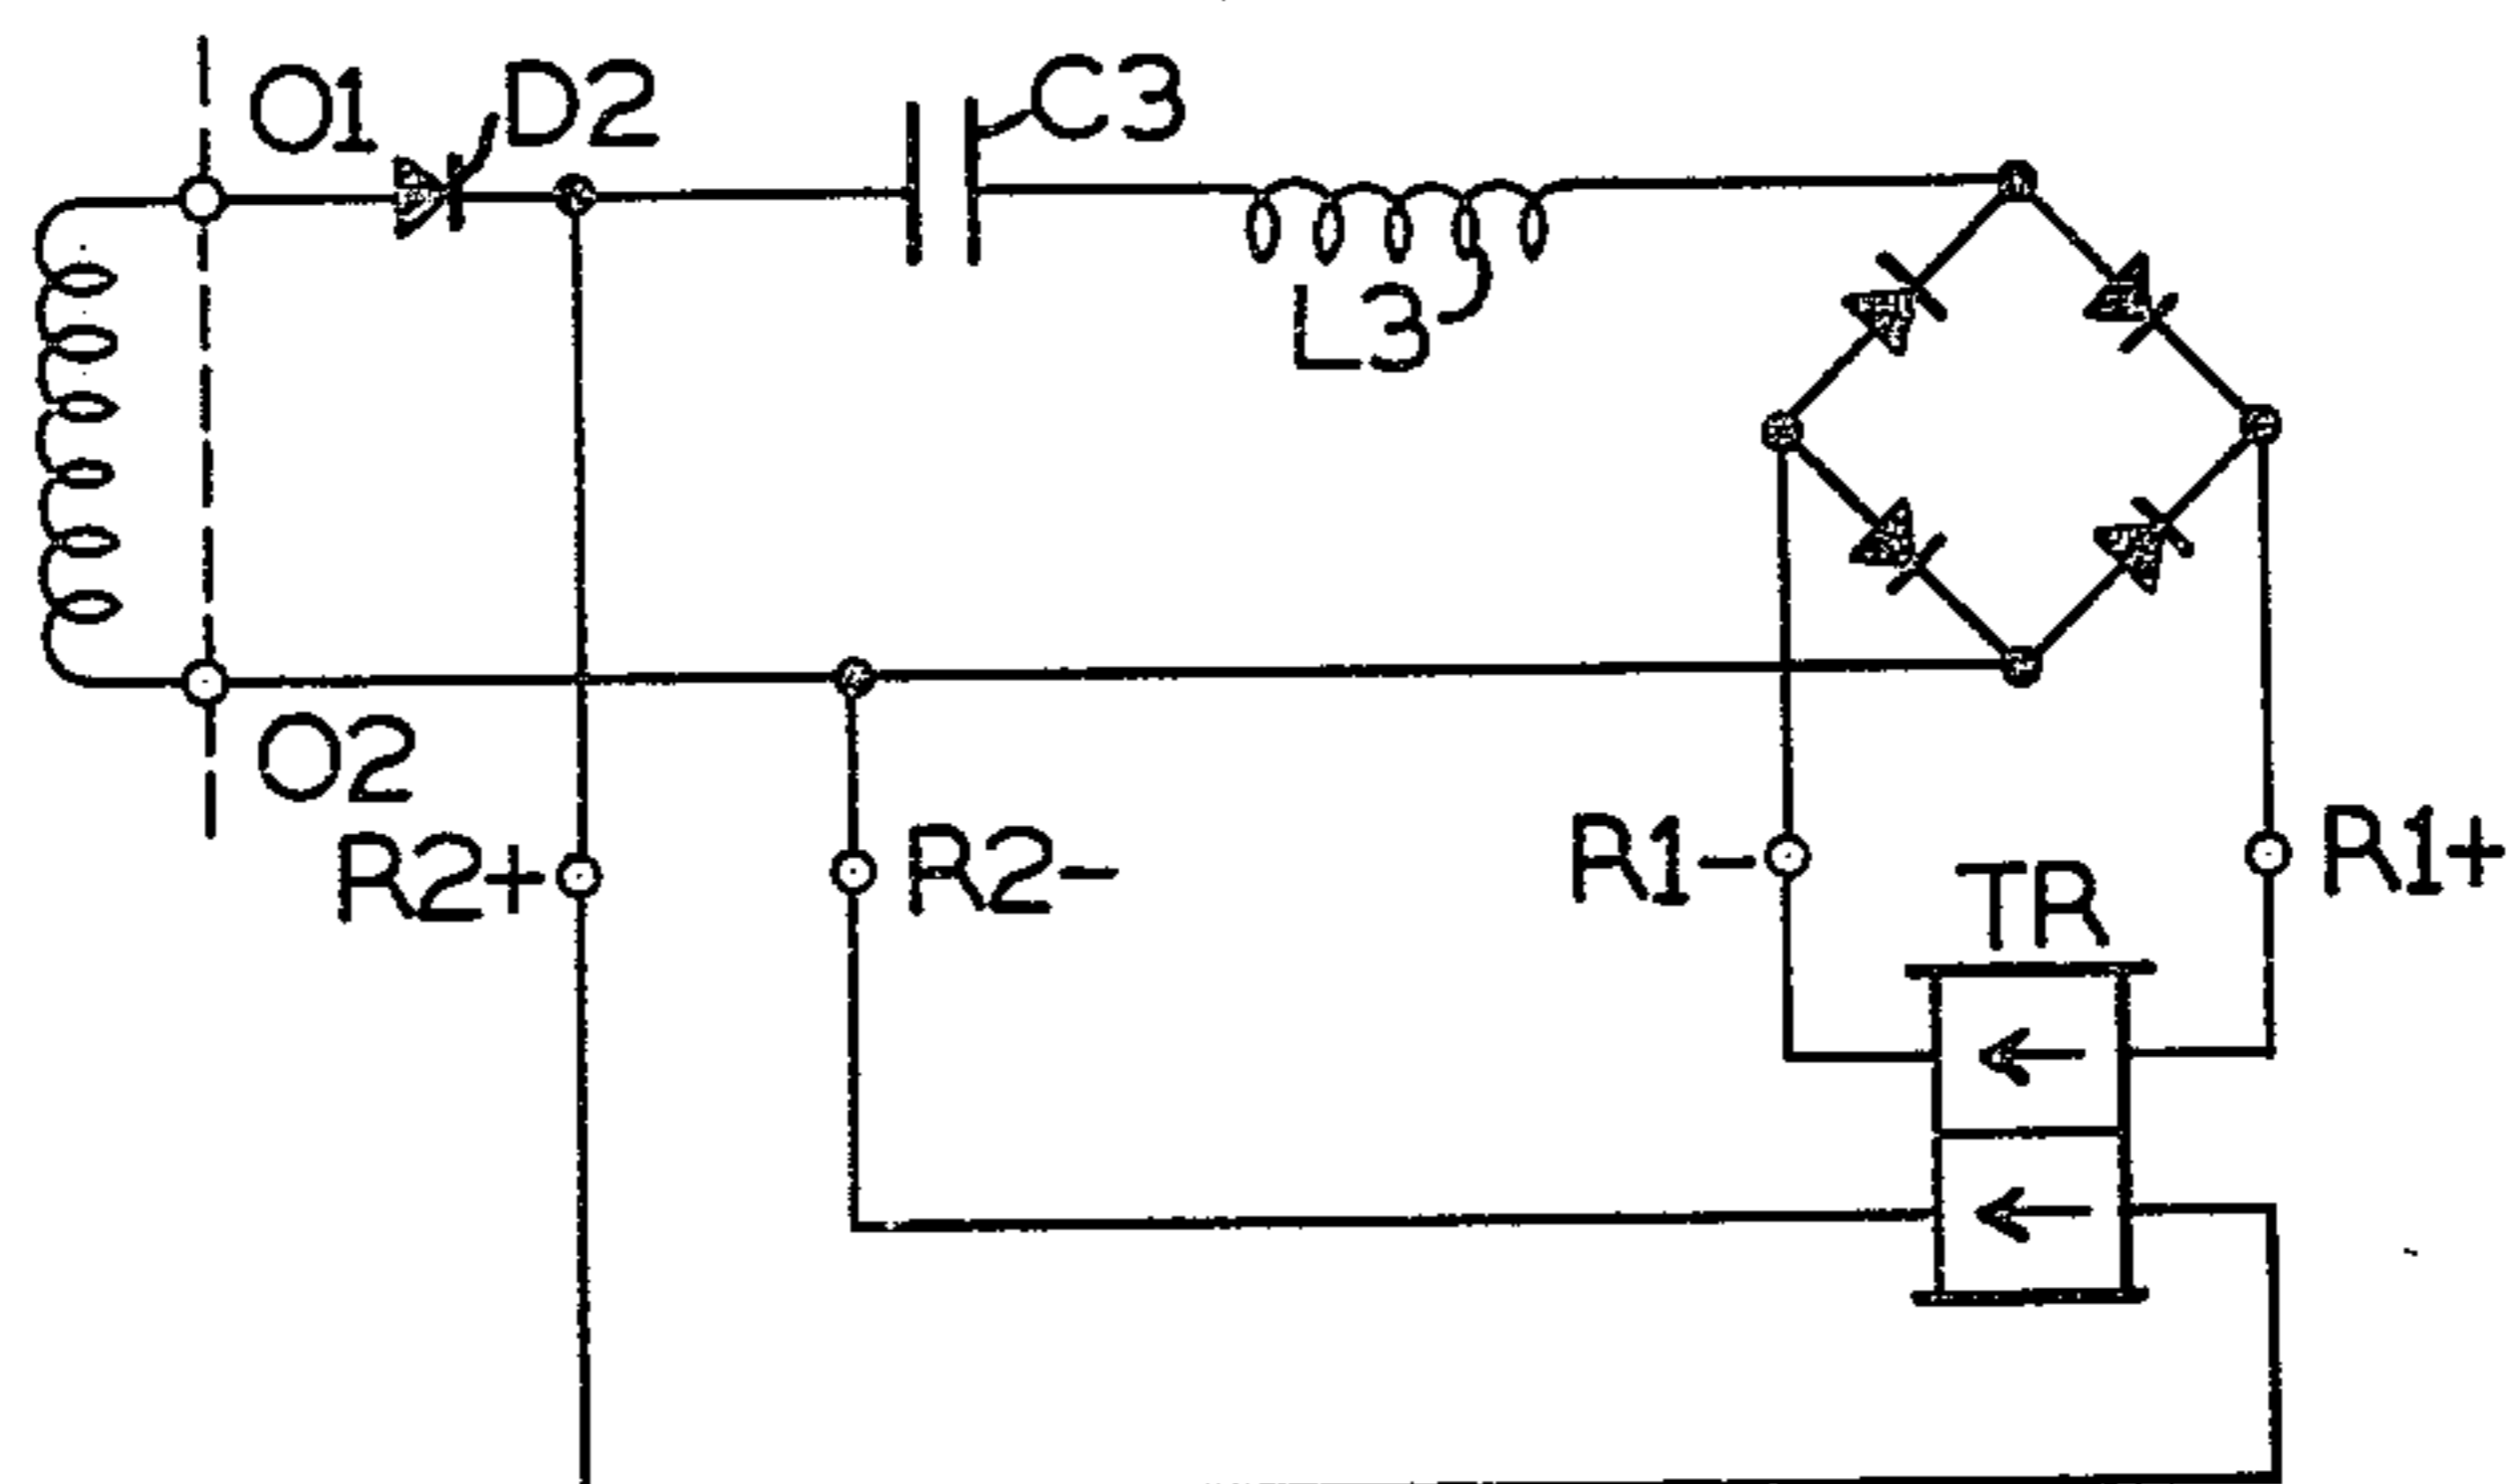 O1
D2
C3
L3
O2
R2+
R2-
R1-
R1+
TR